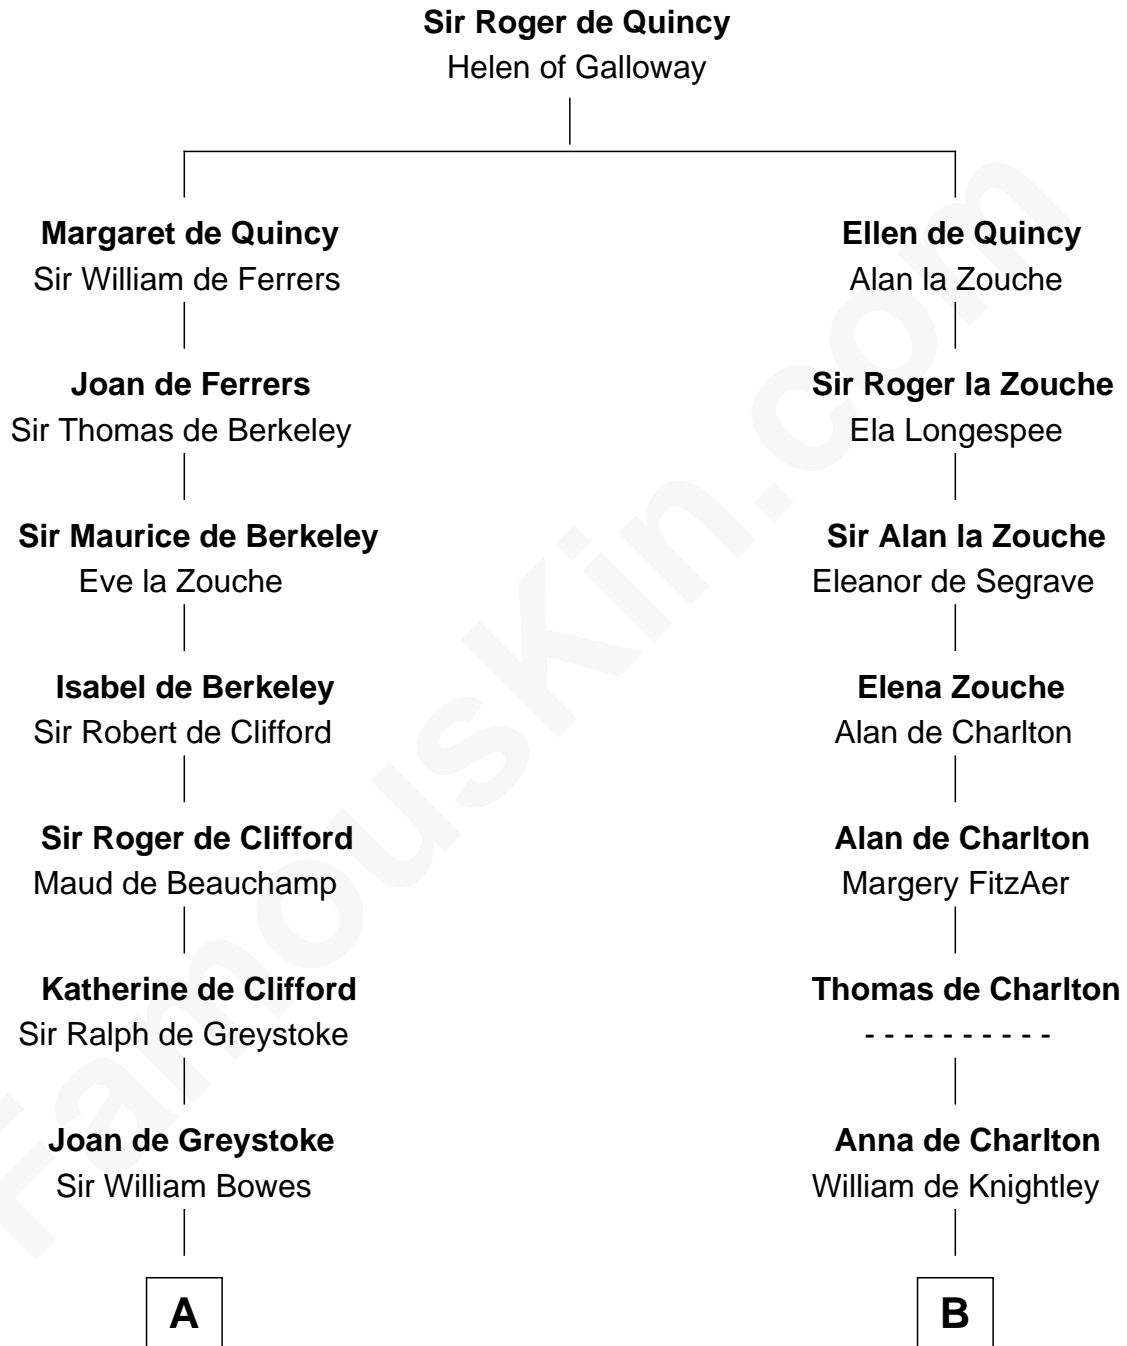 Sir Roger de Quincy
Helen of Galloway
Margaret de Quincy
Sir William de Ferrers
Ellen de Quincy
Alan la Zouche
Joan de Ferrers
Sir Thomas de Berkeley
Sir Roger la Zouche
Ela Longespee
Sir Maurice de Berkeley
Eve la Zouche
Sir Alan la Zouche
Eleanor de Segrave
Isabel de Berkeley
Sir Robert de Clifford
Elena Zouche
Alan de Charlton
Sir Roger de Clifford
Maud de Beauchamp
Alan de Charlton
Margery FitzAer
Katherine de Clifford
Sir Ralph de Greystoke
Thomas de Charlton
- - - - - - - - - -
Joan de Greystoke
Sir William Bowes
Anna de Charlton
William de Knightley
A
B
FamousKin.com